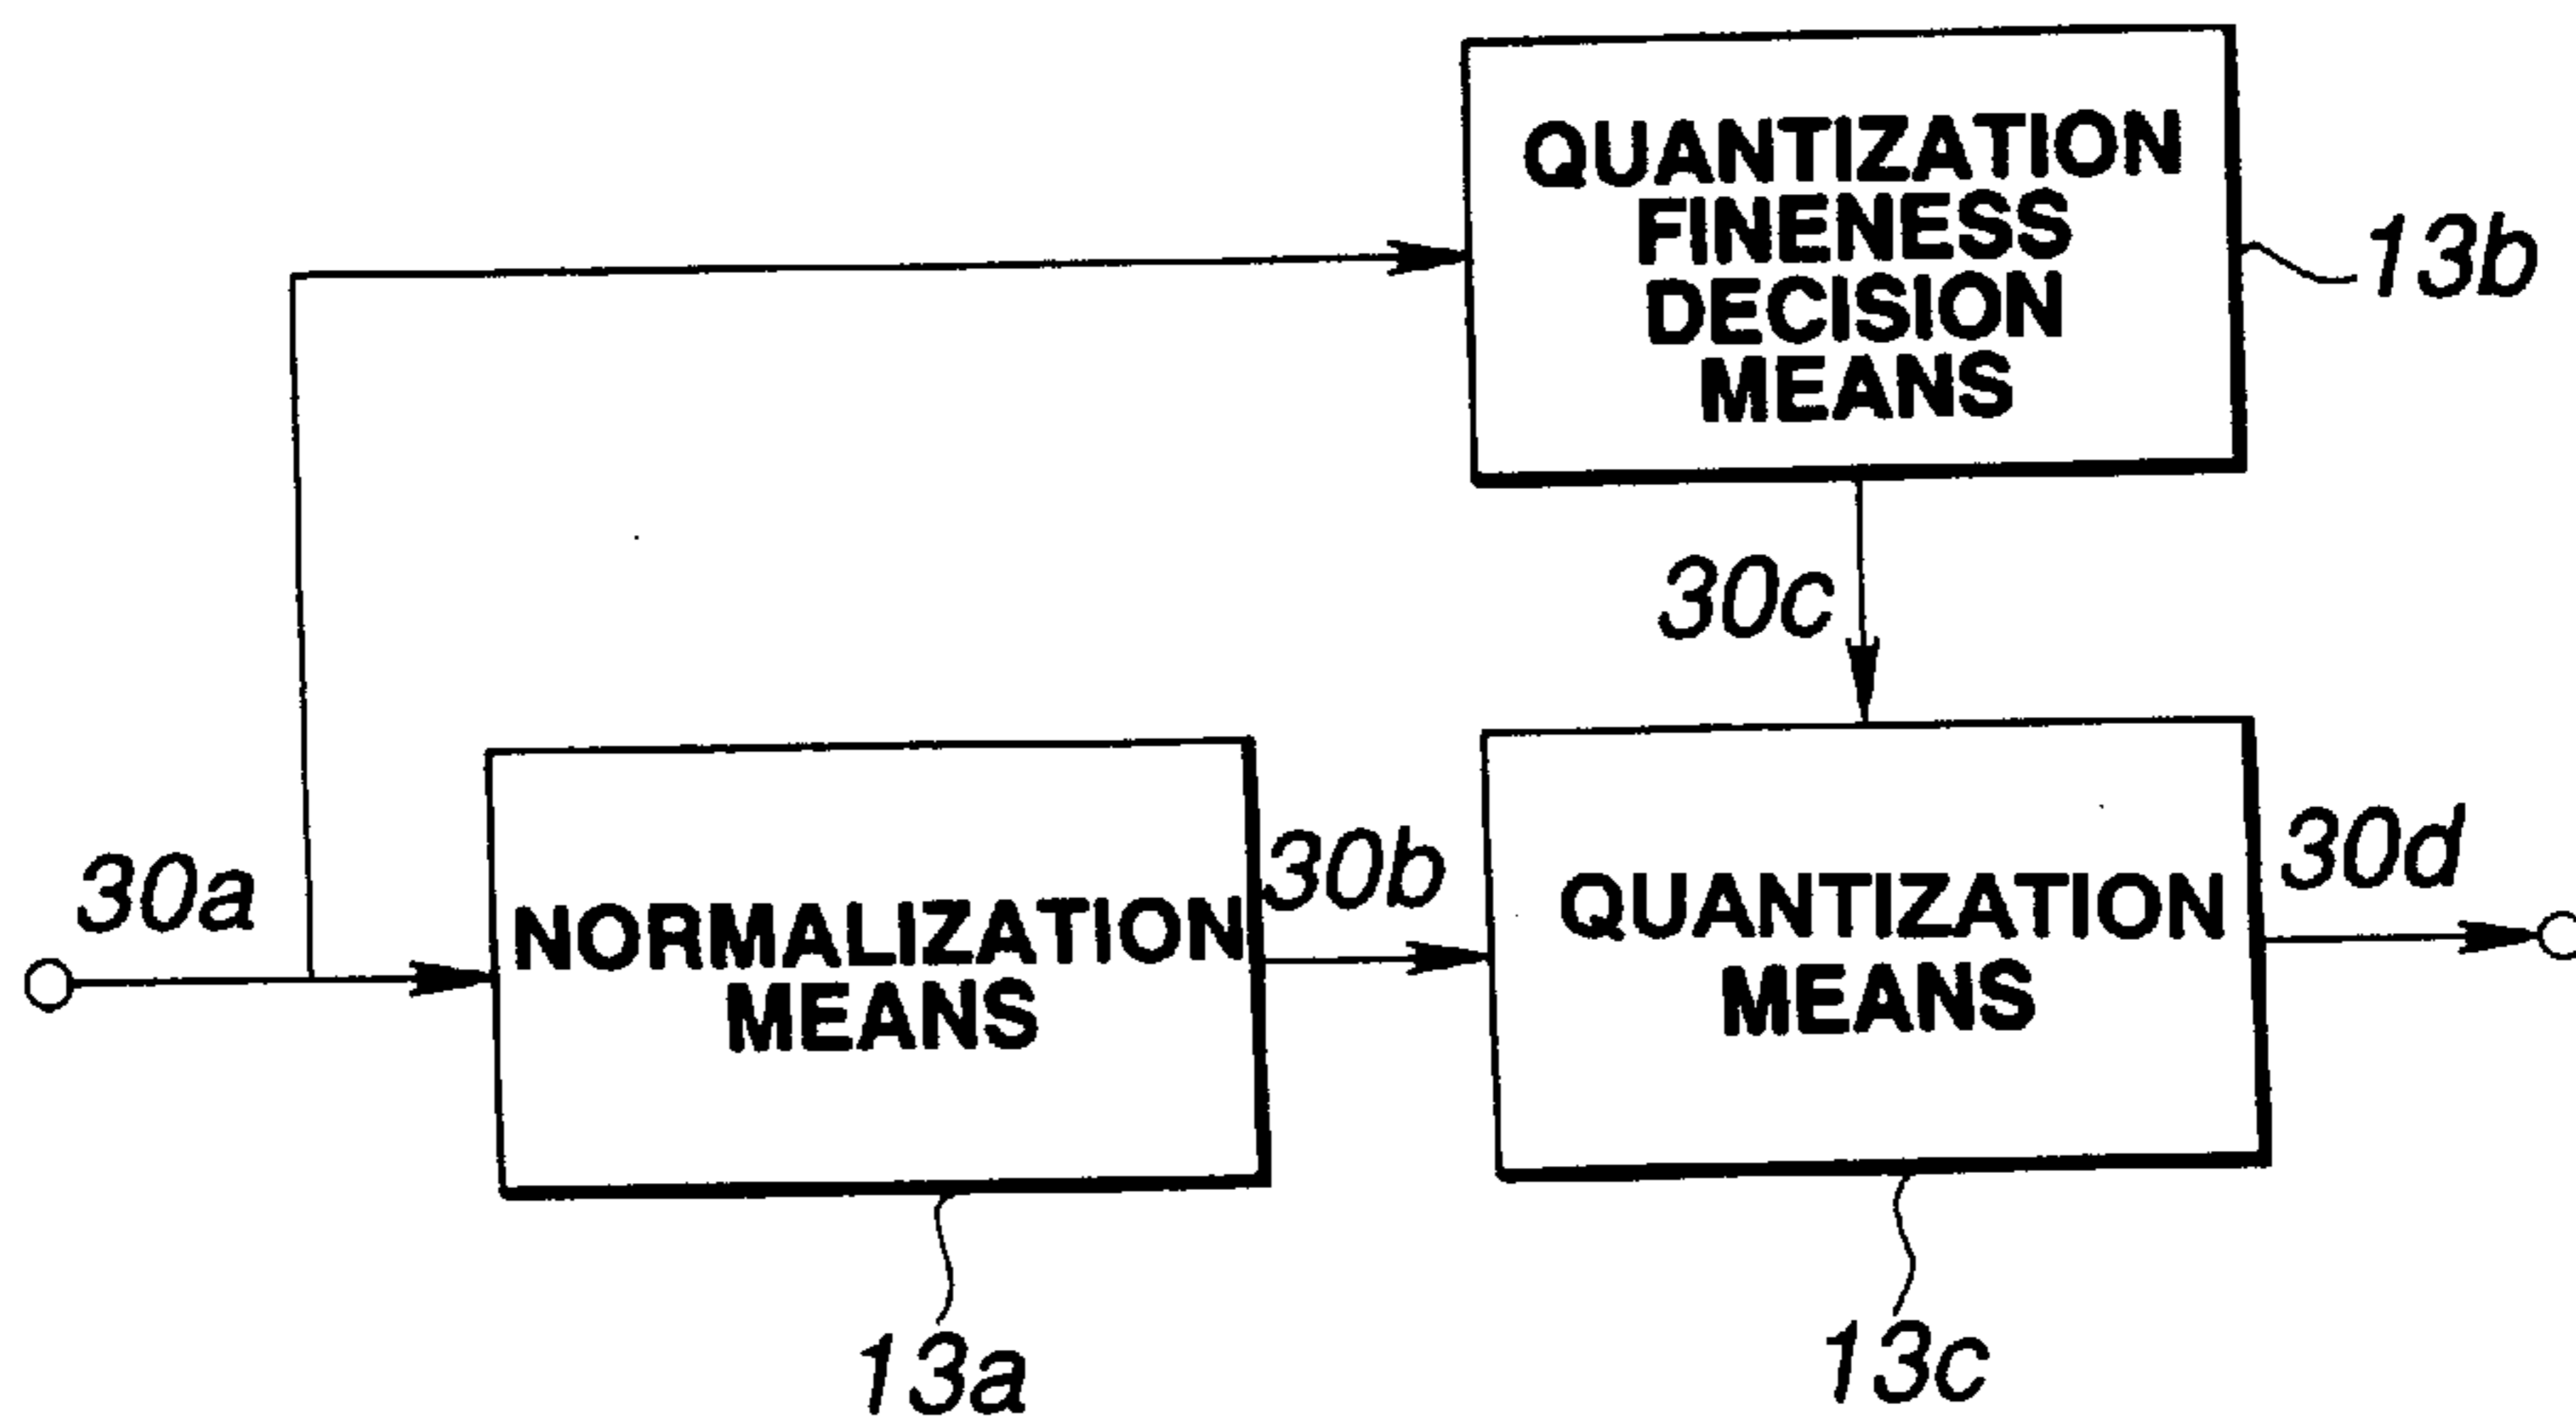 QUANTIZATION
FINENESS
DECISION
MEANS
13b
30c
30a
NORMALIZATION
MEANS
30b
QUANTIZATION
MEANS
30d
13a
13c